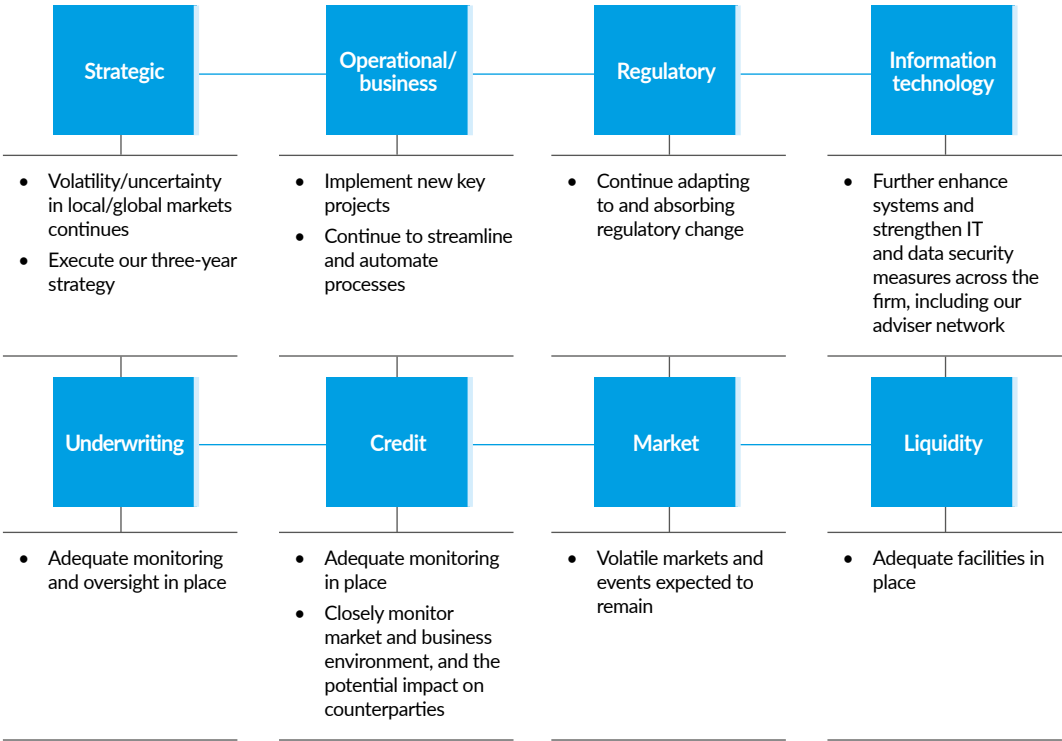 Strategic
• Volatility/uncertainty
in local/global markets
continues
• Execute our three-year
strategy
Operational/
business
• Implement new key
projects
• Continue to streamline
and automate
processes
Regulatory
• Continue adapting
to and absorbing
regulatory change
Information
technology
• Further enhance
systems and
strengthen IT
and data security
measures across the
firm, including our
adviser network
Underwriting
• Adequate monitoring
and oversight in place
Credit
• Adequate monitoring
in place
• Closely monitor
market and business
environment, and the
potential impact on
counterparties
Market
• Volatile markets and
events expected to
remain
Liquidity
• Adequate facilities in
place